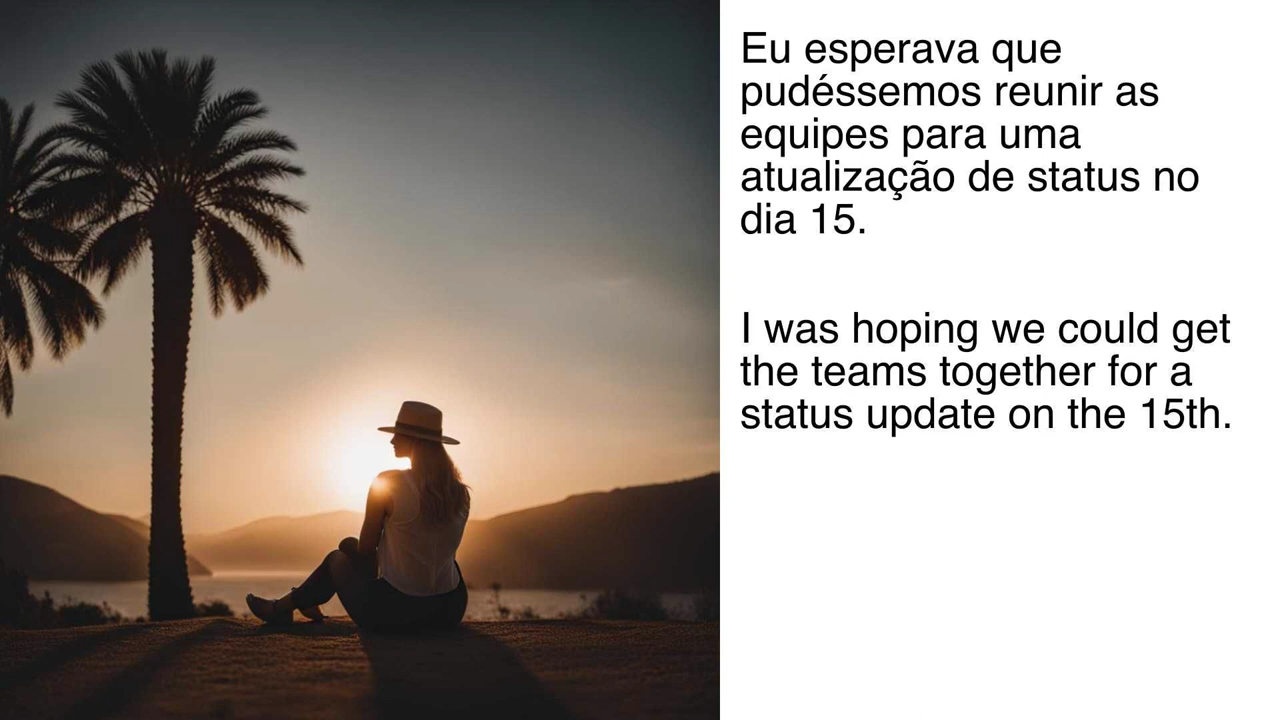 Eu esperava que
pudéssemos reunir as
equipes para uma
atualização de status no
dia 15.
I was hoping we could get
the teams together for a
status update on the 15th.